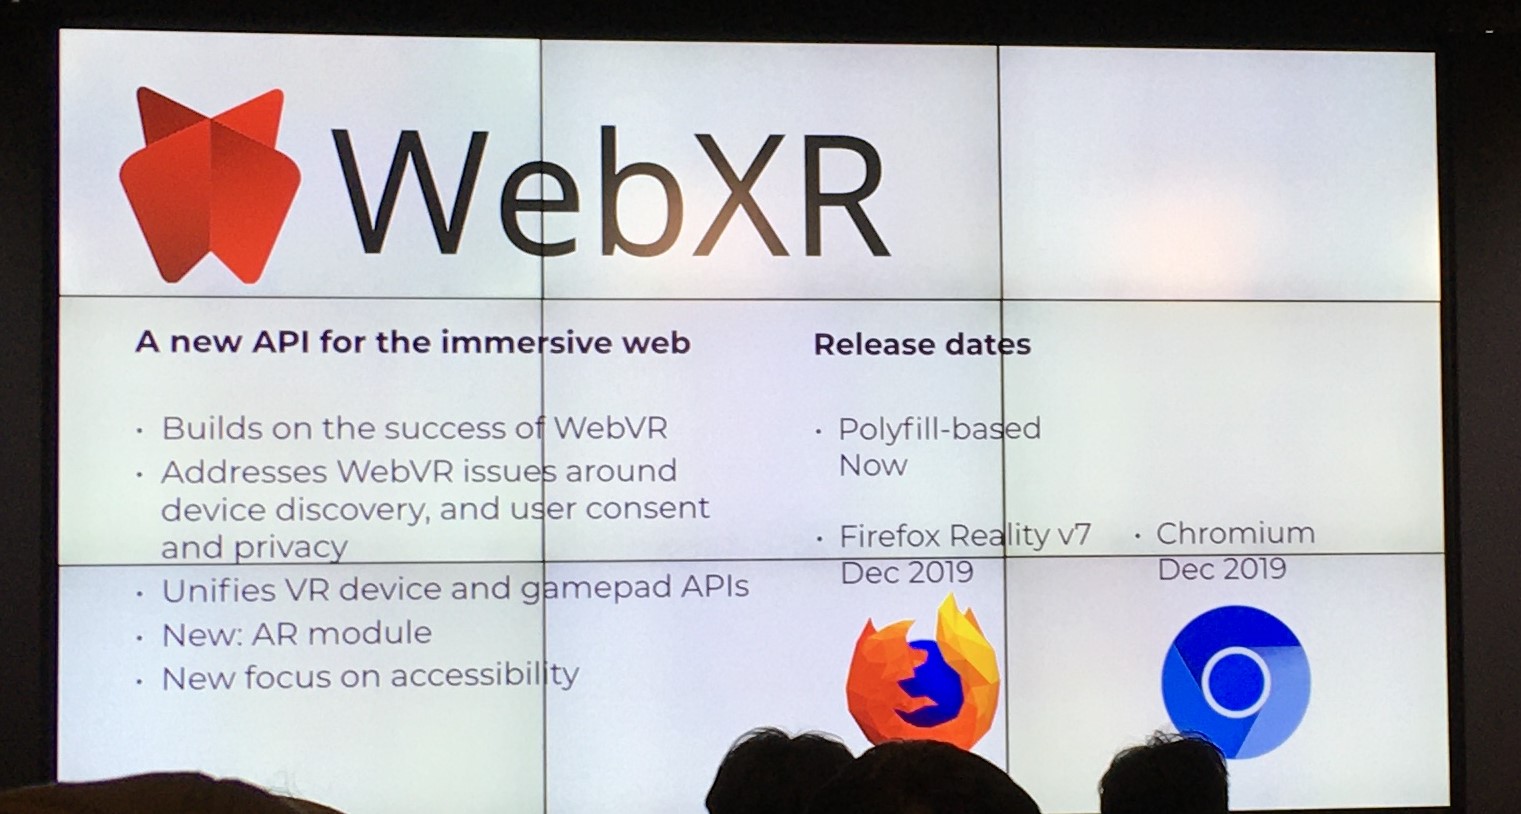 WebXR
A new API for the immersive web
• Builds on the success of WebVR
• Addresses WebVR issues around
device discovery, and user consent
and privacy
• Unifies VR device and gamepad APIs
• New: AR module
• New focus on accessibility
Release dates
• Polyfill-based
Now
• Firefox Reality v7
Dec 2019
• Chromium
Dec 2019